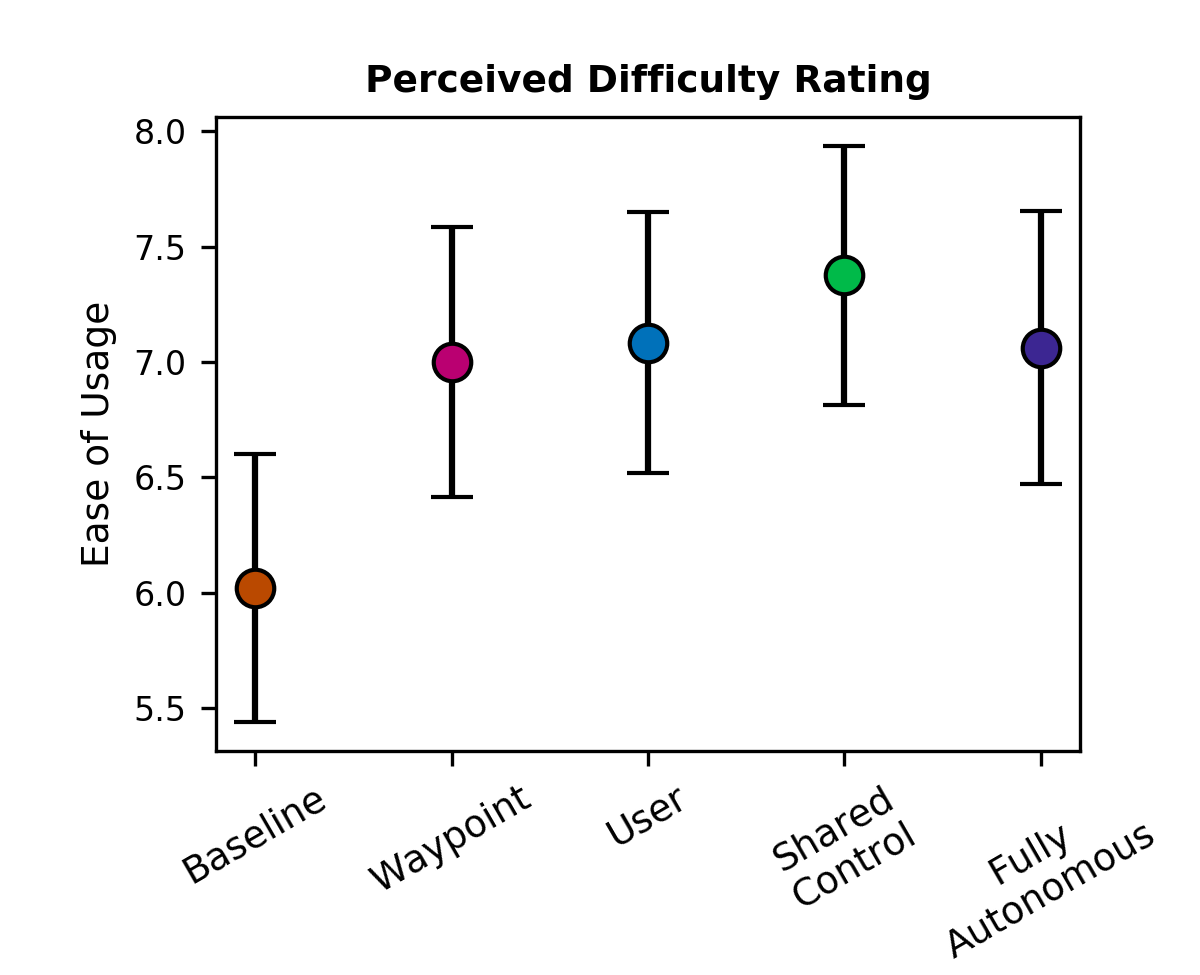 Perceived Difficulty Rating
Ease of Usage
8.0
7.5
7.0
6.5
6.0
5.5
Baseline
Waypoint
User
Shared
Control
Fully
Autonomous